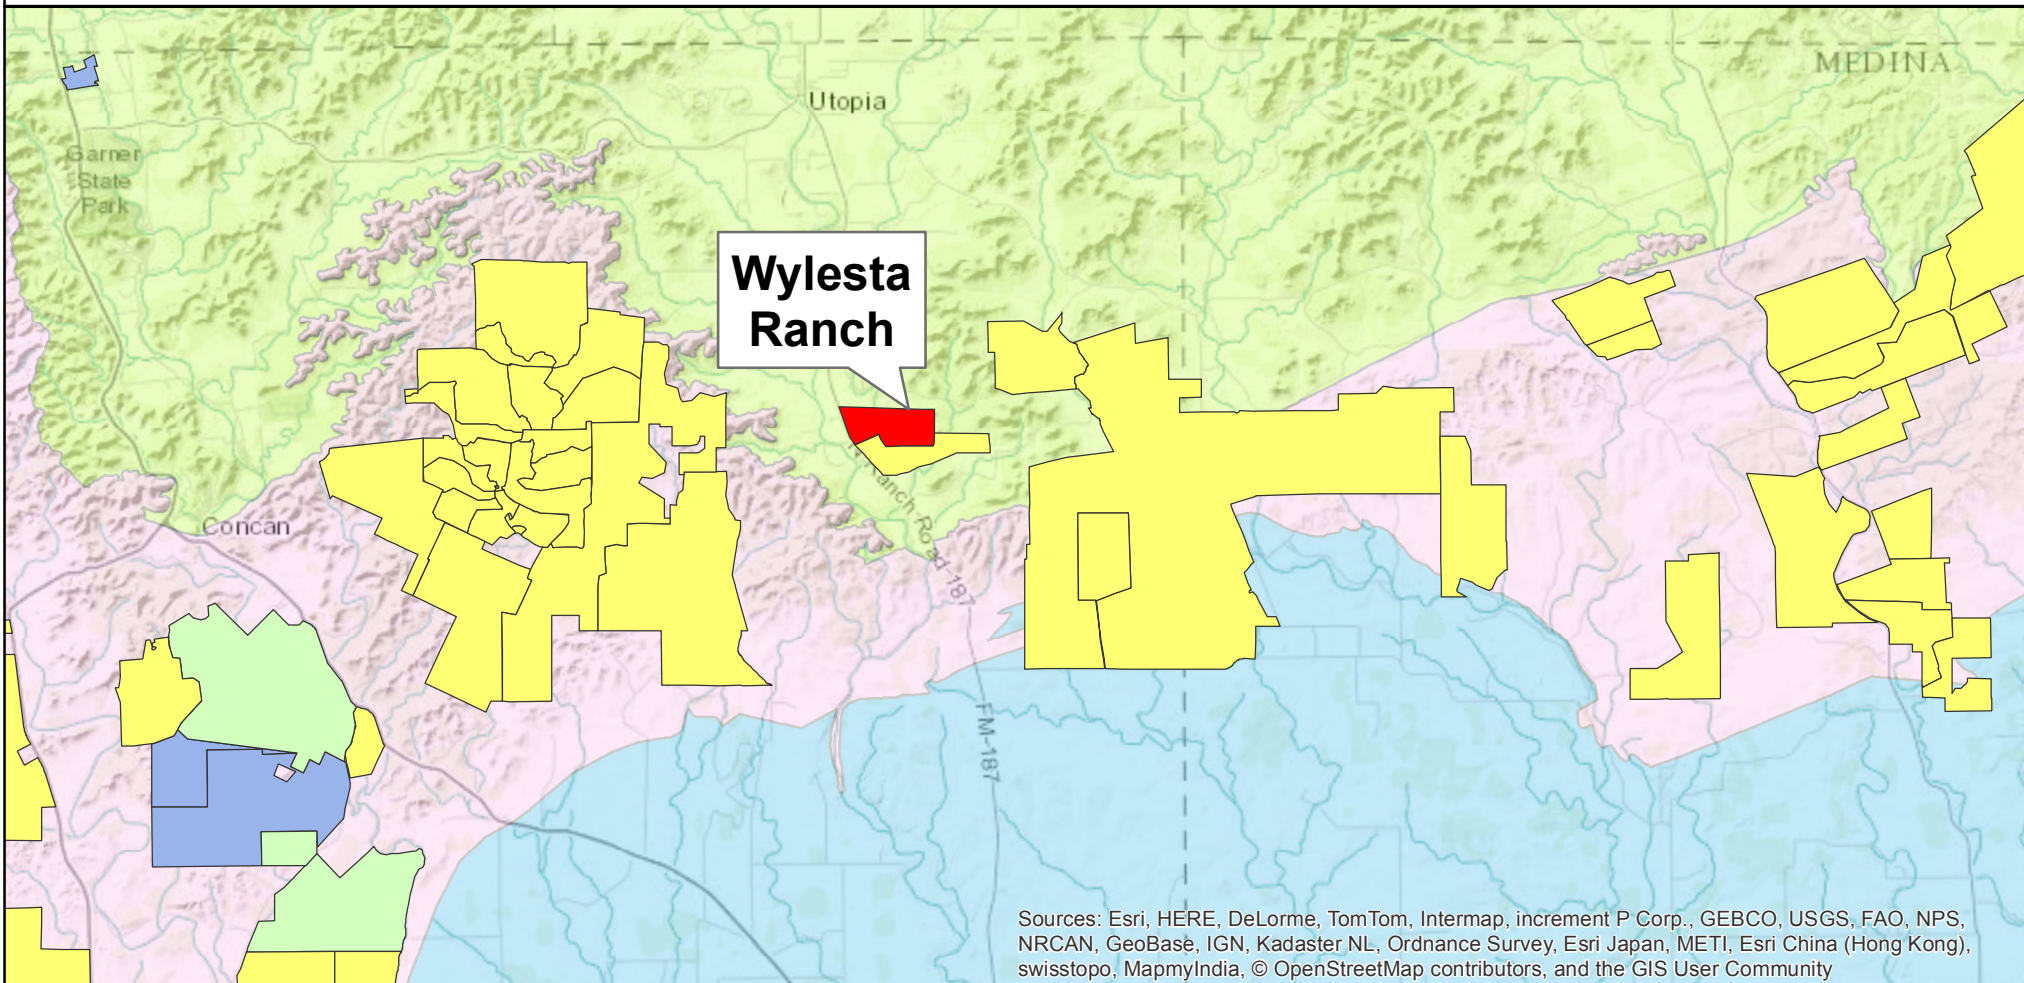 MEDINA
Utopia
Garner
State
Park
Wylesta
Ranch
Concan
Ranch Road 187
FM-187
Sources: Esri, HERE, DeLorme, TomTom, Intermap, increment P Corp., GEBCO, USGS, FAO, NPS,
NRCAN, GeoBase, IGN, Kadaster NL, Ordnance Survey, Esri Japan, METI, Esri China (Hong Kong),
swisstopo, MapmyIndia, © OpenStreetMap contributors, and the GIS User Community